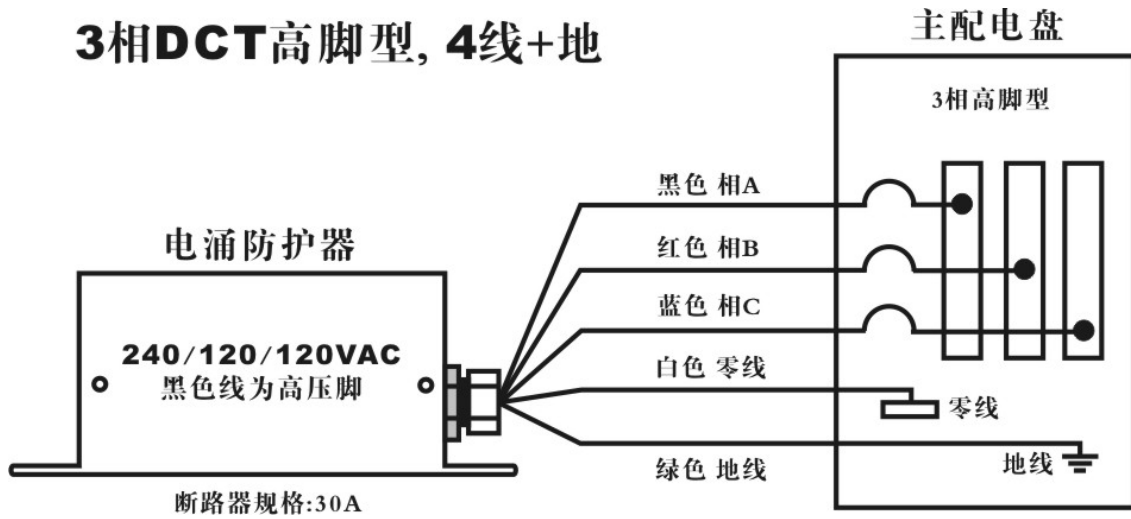 3相DCT高脚型, 4线+地
主配电盘
3相高脚型
黑色 相A
电涌防护器
红色 相B
蓝色 相C
240/120/120VAC
黑色线为高压脚
白色 零线
零线
绿色 地线
地线
断路器规格:30A